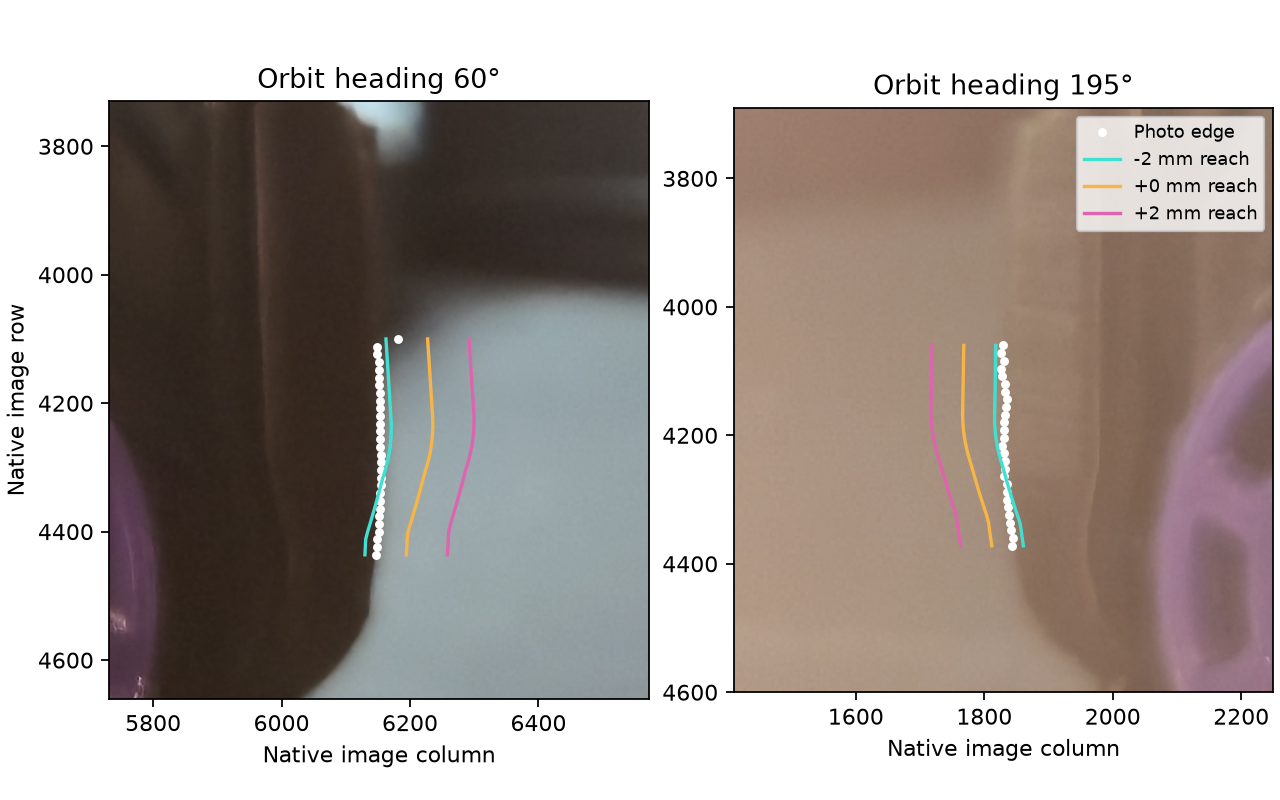 Orbit heading 60°
Orbit heading 195°
Native image row
3800
4000
4200
4400
4600
5800
6000
6200
6400
Native image column
Photo edge
-2 mm reach
+0 mm reach
+2 mm reach
3800
4000
4200
4400
4600
1600
1800
2000
2200
Native image column